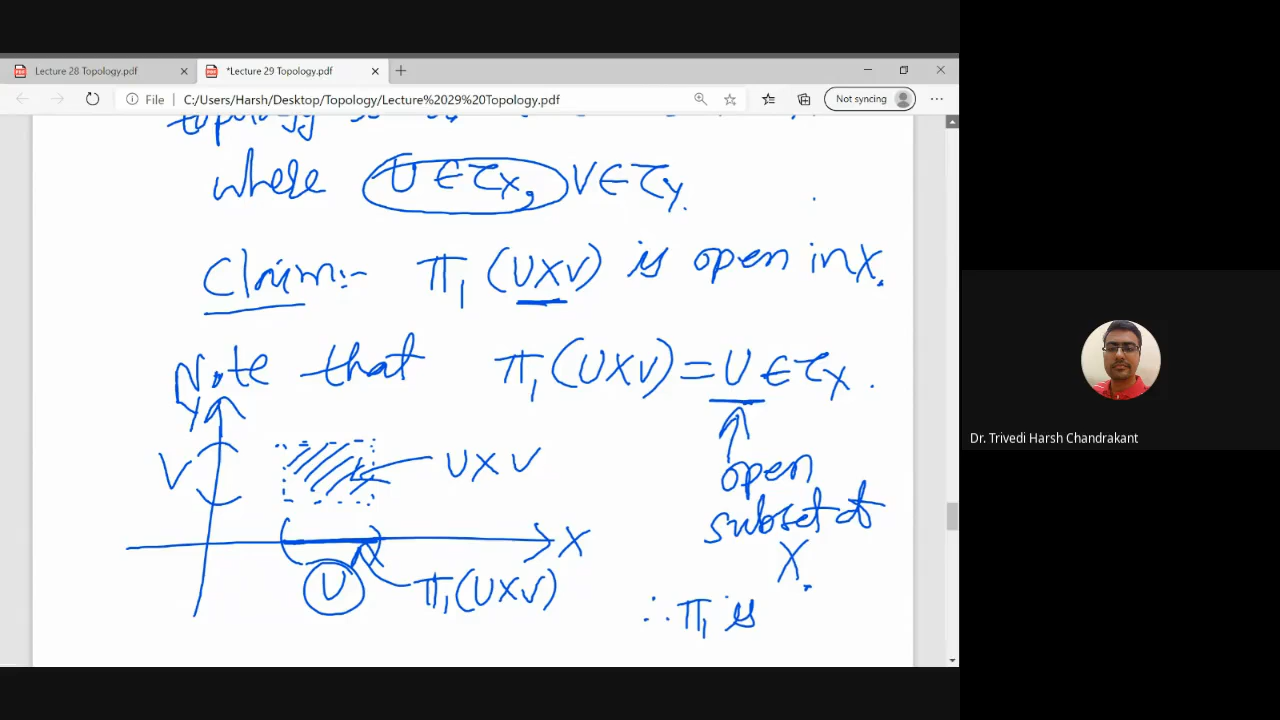 Lecture 28 Topology.pdf
*Lecture 29 Topology.pdf
File
C:/Users/Harsh/Desktop/Topology/Lecture%2029%20Topology.pdf
Not syncing
topology
where U ∈ τX, V ∈ τY.
Claim:- π1 (U×V) is open in X.
Note that π1 (U×V) = U ∈ τX.
Y
V
U×V
open
subset of
X.
X
U
π1 (U×V)
∴ π1 is
Dr. Trivedi Harsh Chandrakant